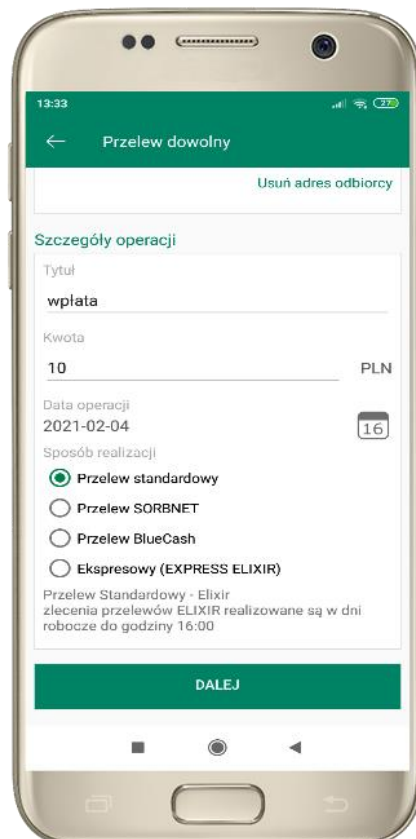 13:33
27
Przelew dowolny
Usuń adres odbiorcy
Szczegóły operacji
Tytuł
wpłata
Kwota
10 PLN
Data operacji
2021-02-04
16
Sposób realizacji
Przelew standardowy
Przelew SORBNET
Przelew BlueCash
Ekspresowy (EXPRESS ELIXIR)
Przelew Standardowy - Elixir
zlecenia przelewów ELIXIR realizowane są w dni
robocze do godziny 16:00
DALEJ